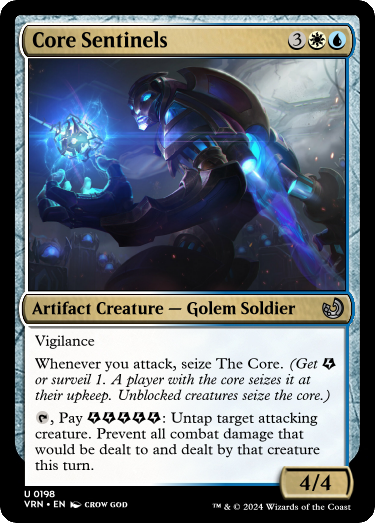 Core Sentinels 3
Artifact Creature — Golem Soldier
Vigilance
Whenever you attack, seize The Core. (Get
or surveil 1. A player with the core seizes it at
their upkeep. Unblocked creatures seize the core.)
, Pay : Untap target attacking
creature. Prevent all combat damage that
would be dealt to and dealt by that creature
this turn.
4/4
U 0198
VRN • EN CROW GOD
™ & © 2024 Wizards of the Coast